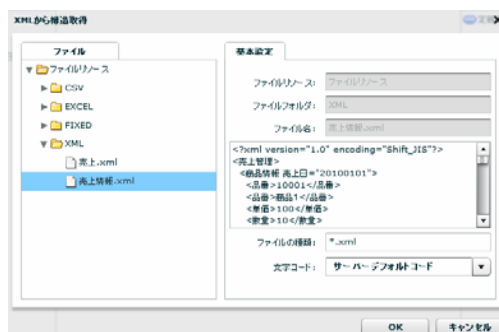 XMLから構造取得
ファイル
ファイルリソース
CSV
EXCEL
FIXED
XML
売上.xml
売上情報.xml
基本設定
ファイルリソース: ファイルリソース
ファイルフォルダ: XML
ファイル名: 売上情報.xml
<?xml version="1.0" encoding="Shift_JIS"?>
<売上管理>
<商品情報 売上日="20100101">
<品番>10001</品番>
<品番>商品1</品番>
<単価>100</単価>
<数量>10</数量>
ファイルの種類: *.xml
文字コード: サーバーデフォルトコード
OK キャンセル